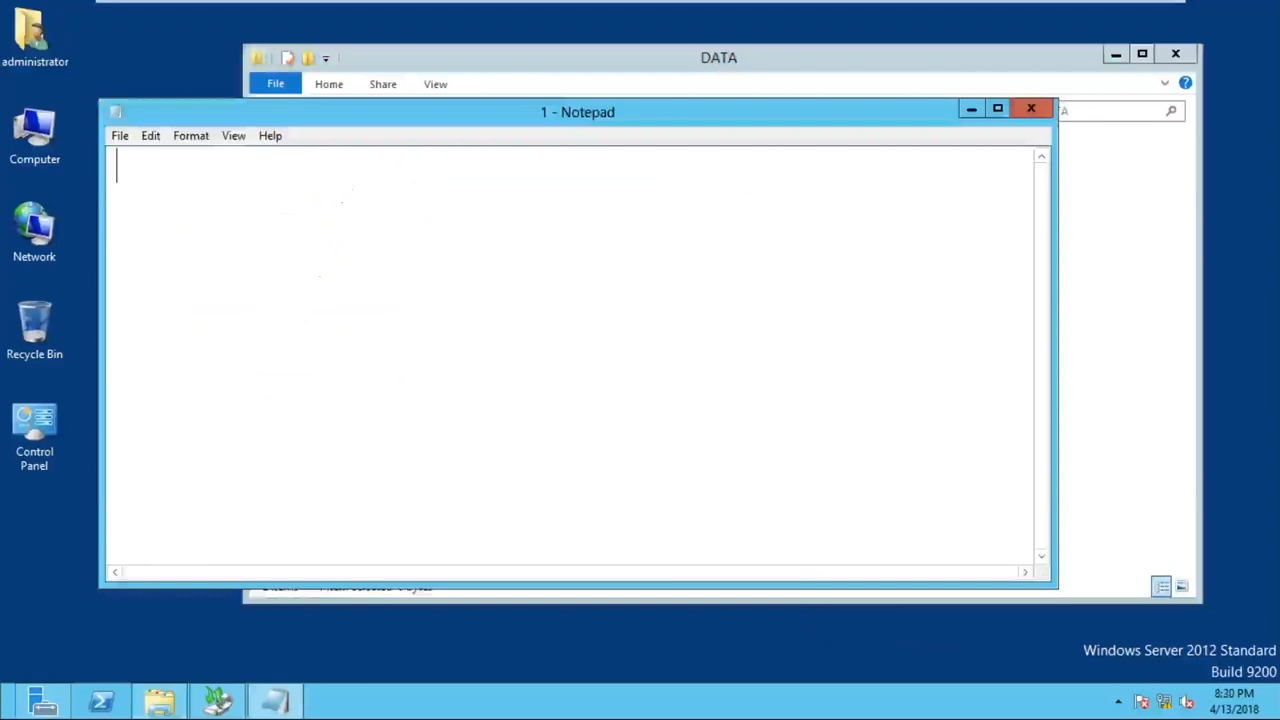 administrator
DATA
File Home Share View
1 - Notepad
A
File Edit Format View Help
Computer
Network
Recycle Bin
Control
Panel
Windows Server 2012 Standard
Build 9200
8:30 PM
4/13/2018